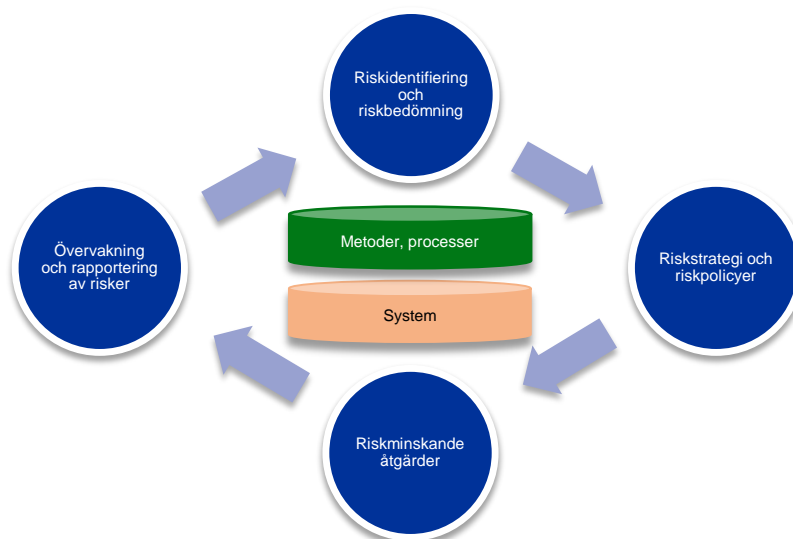 Riskidentifiering
och
riskbedömning
Metoder, processer
Övervakning
och rapportering
av risker
Riskstrategi och
riskpolicyer
System
Riskminskande
åtgärder